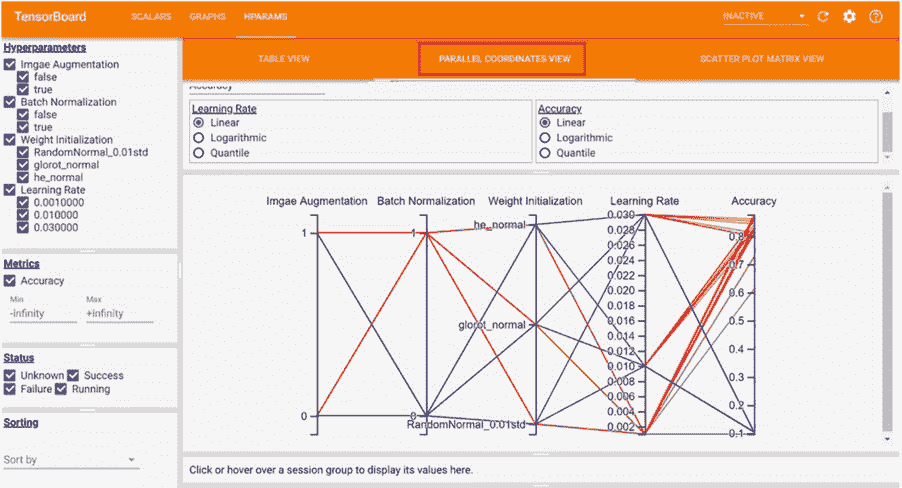 TensorBoard SCALARS GRAPHS HPARAMS INACTIVE
Hyperparameters
Imgae Augmentation
false
true
Batch Normalization
false
true
Weight Initialization
RandomNormal_0.01std
glorot_normal
he_normal
Learning Rate
0.0010000
0.010000
0.030000
Metrics
Accuracy
Min Max
-infinity +infinity
Status
Unknown Success
Failure Running
Sorting
Sort by
TABLE VIEW PARALLEL COORDINATES VIEW SCATTER PLOT MATRIX VIEW
Accuracy
Learning Rate
Linear
Logarithmic
Quantile
Accuracy
Linear
Logarithmic
Quantile
Imgae Augmentation Batch Normalization Weight Initialization Learning Rate Accuracy
1
0
1
0
he_normal
glorot_normal
RandomNormal_0.01std
0.030
0.028
0.026
0.024
0.022
0.020
0.018
0.016
0.014
0.012
0.010
0.008
0.006
0.004
0.002
0.8
0.7
0.6
0.5
0.4
0.3
0.2
0.1
Click or hover over a session group to display its values here.